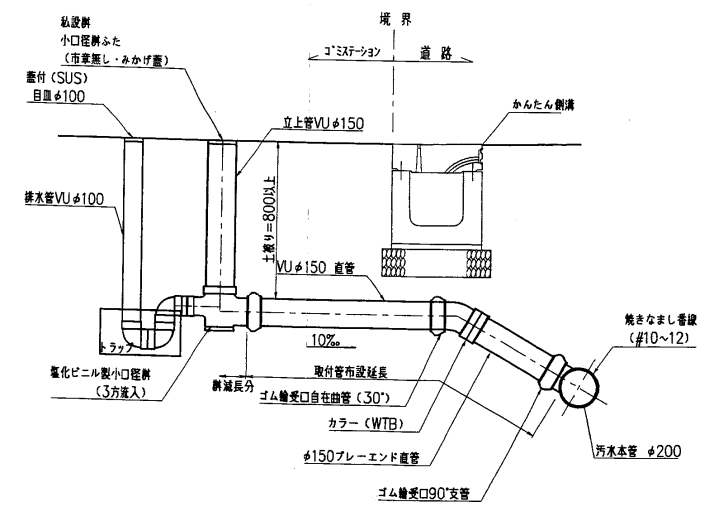 私設桝
小口径桝ふた
(市章無し・みかげ蓋)
蓋付(SUS)
目皿φ100
境界
ゴミステーション
道路
かんたん側溝
立上管VUφ150
排水管VUφ100
土被り=800以上
VUφ150 直管
トラップ
10‰
焼きなまし番線
(#10~12)
塩化ビニル製小口径桝
(3方流入)
桝減長分
取付管布設延長
ゴム輪受口自在曲管(30°)
カラー(WTB)
φ150プレーエンド直管
汚水本管 φ200
ゴム輪受口90°支管